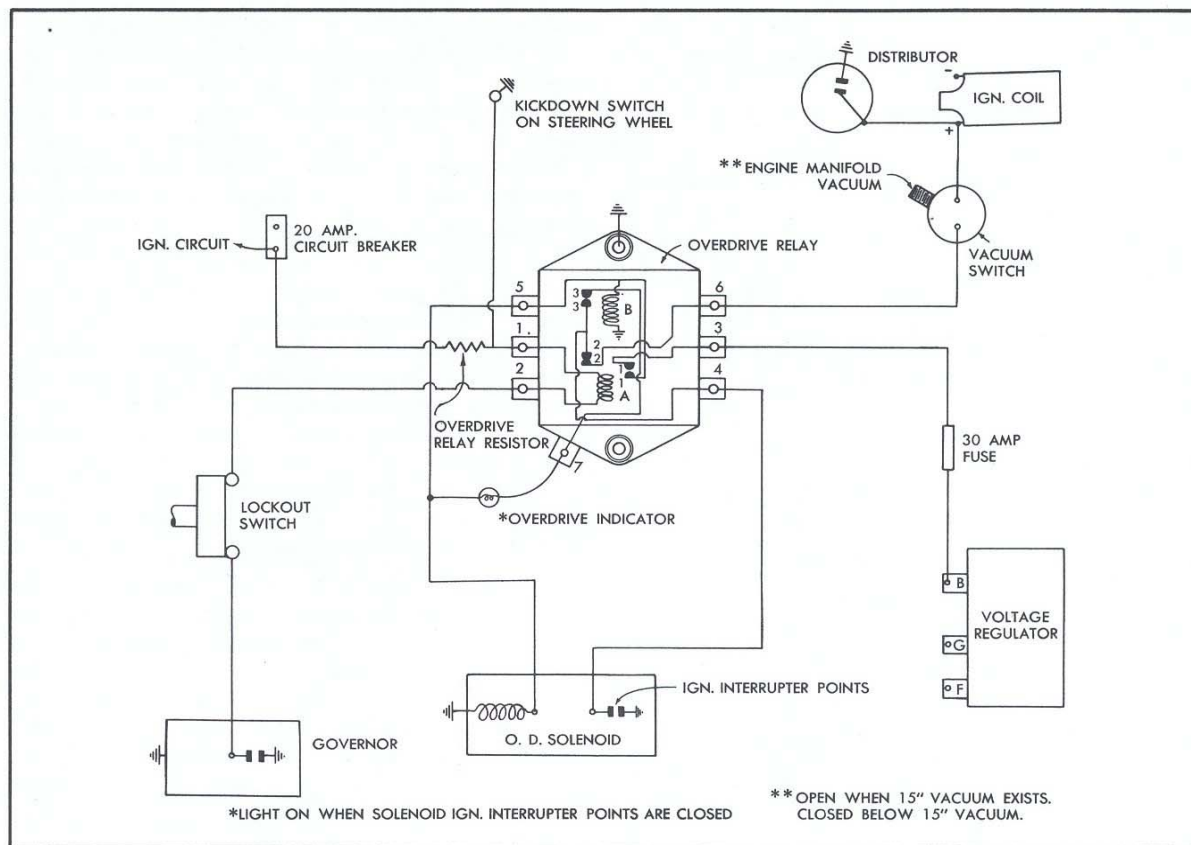 DISTRIBUTOR
-
IGN. COIL
+
KICKDOWN SWITCH
ON STEERING WHEEL
**ENGINE MANIFOLD
VACUUM
20 AMP.
CIRCUIT BREAKER
IGN. CIRCUIT
OVERDRIVE RELAY
VACUUM
SWITCH
5
3
3
B
6
1.
2
2
3
2
1
1
A
4
OVERDRIVE
RELAY RESISTOR
7
30 AMP
FUSE
LOCKOUT
SWITCH
*OVERDRIVE INDICATOR
B
VOLTAGE
REGULATOR
G
F
IGN. INTERRUPTER POINTS
O. D. SOLENOID
GOVERNOR
*LIGHT ON WHEN SOLENOID IGN. INTERRUPTER POINTS ARE CLOSED
**OPEN WHEN 15" VACUUM EXISTS.
CLOSED BELOW 15" VACUUM.